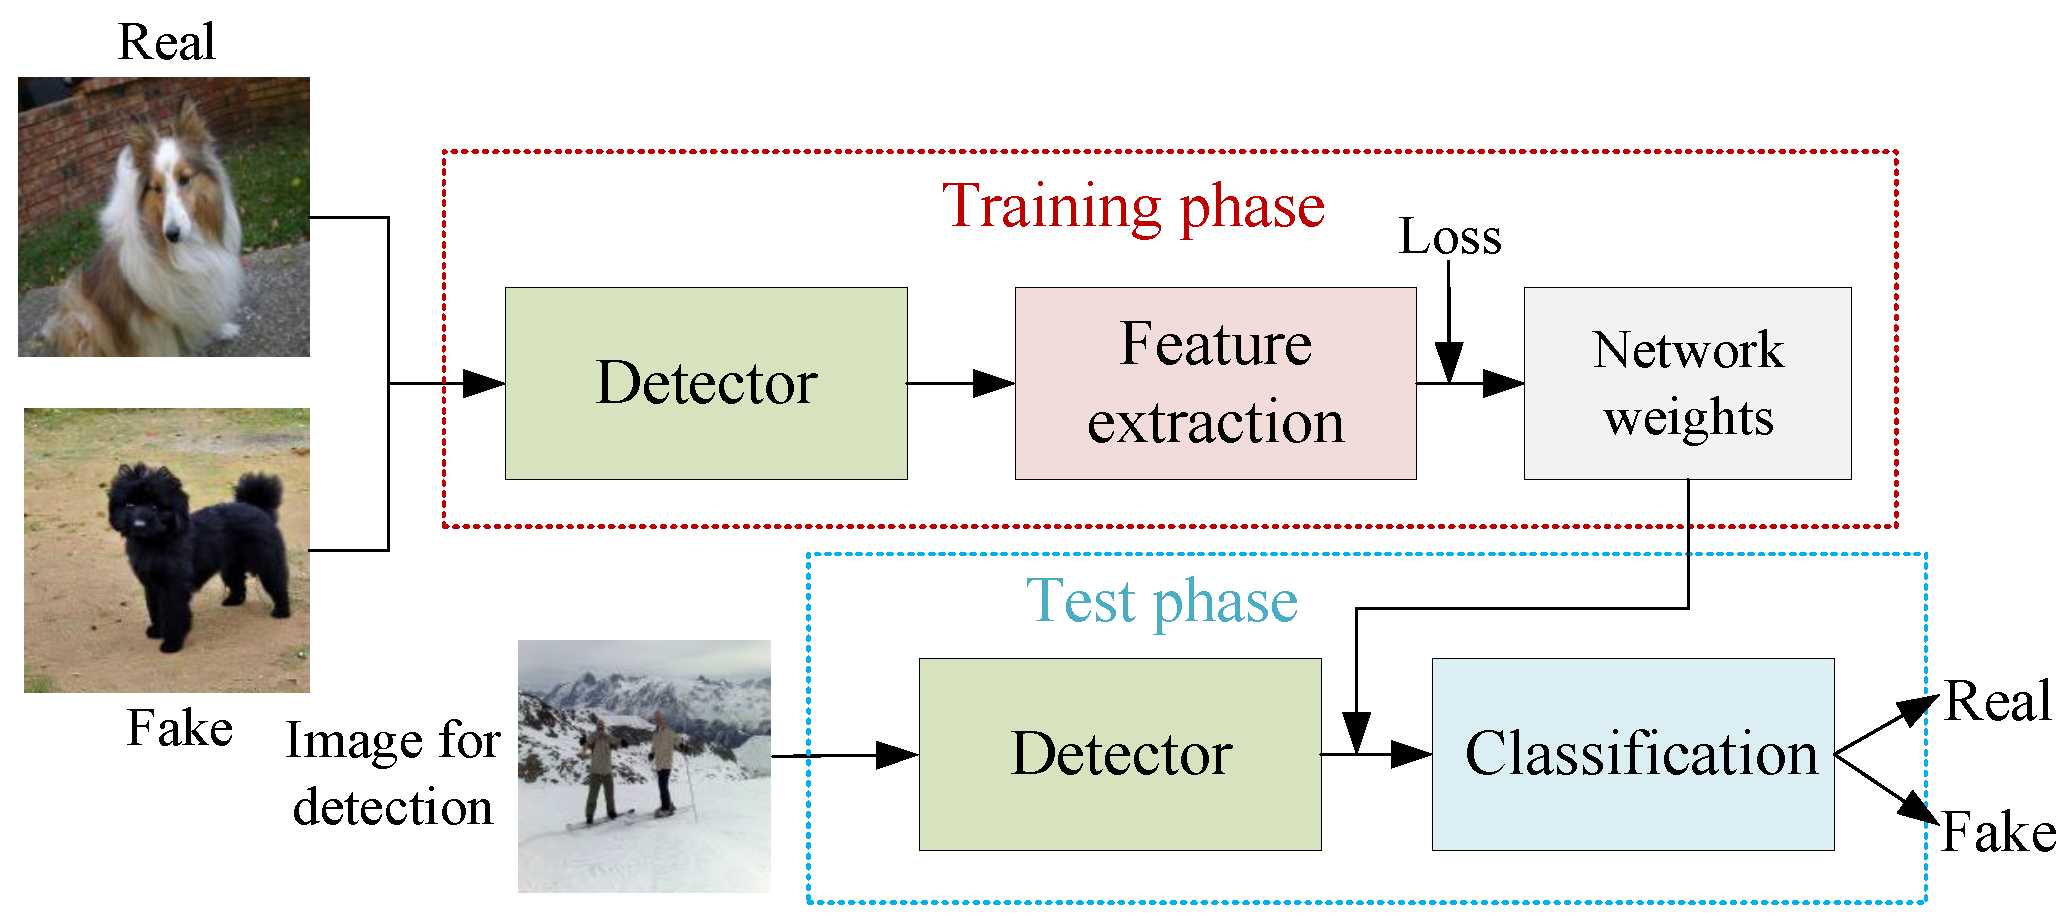 Real
Training phase
Loss
Detector
Feature
extraction
Network
weights
Fake
Image for
detection
Test phase
Detector
Classification
Real
Fake